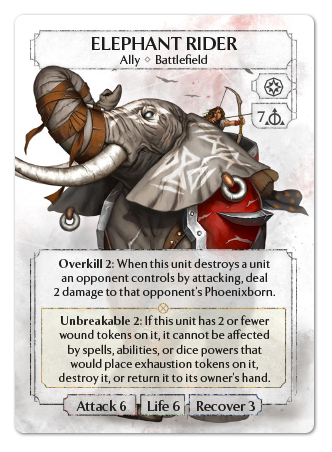 ELEPHANT RIDER
Ally ◇ Battlefield
7
Overkill 2: When this unit destroys a unit
an opponent controls by attacking, deal
2 damage to that opponent's Phoenixborn.
Unbreakable 2: If this unit has 2 or fewer
wound tokens on it, it cannot be affected
by spells, abilities, or dice powers that
would place exhaustion tokens on it,
destroy it, or return it to its owner's hand.
Attack 6 Life 6 Recover 3